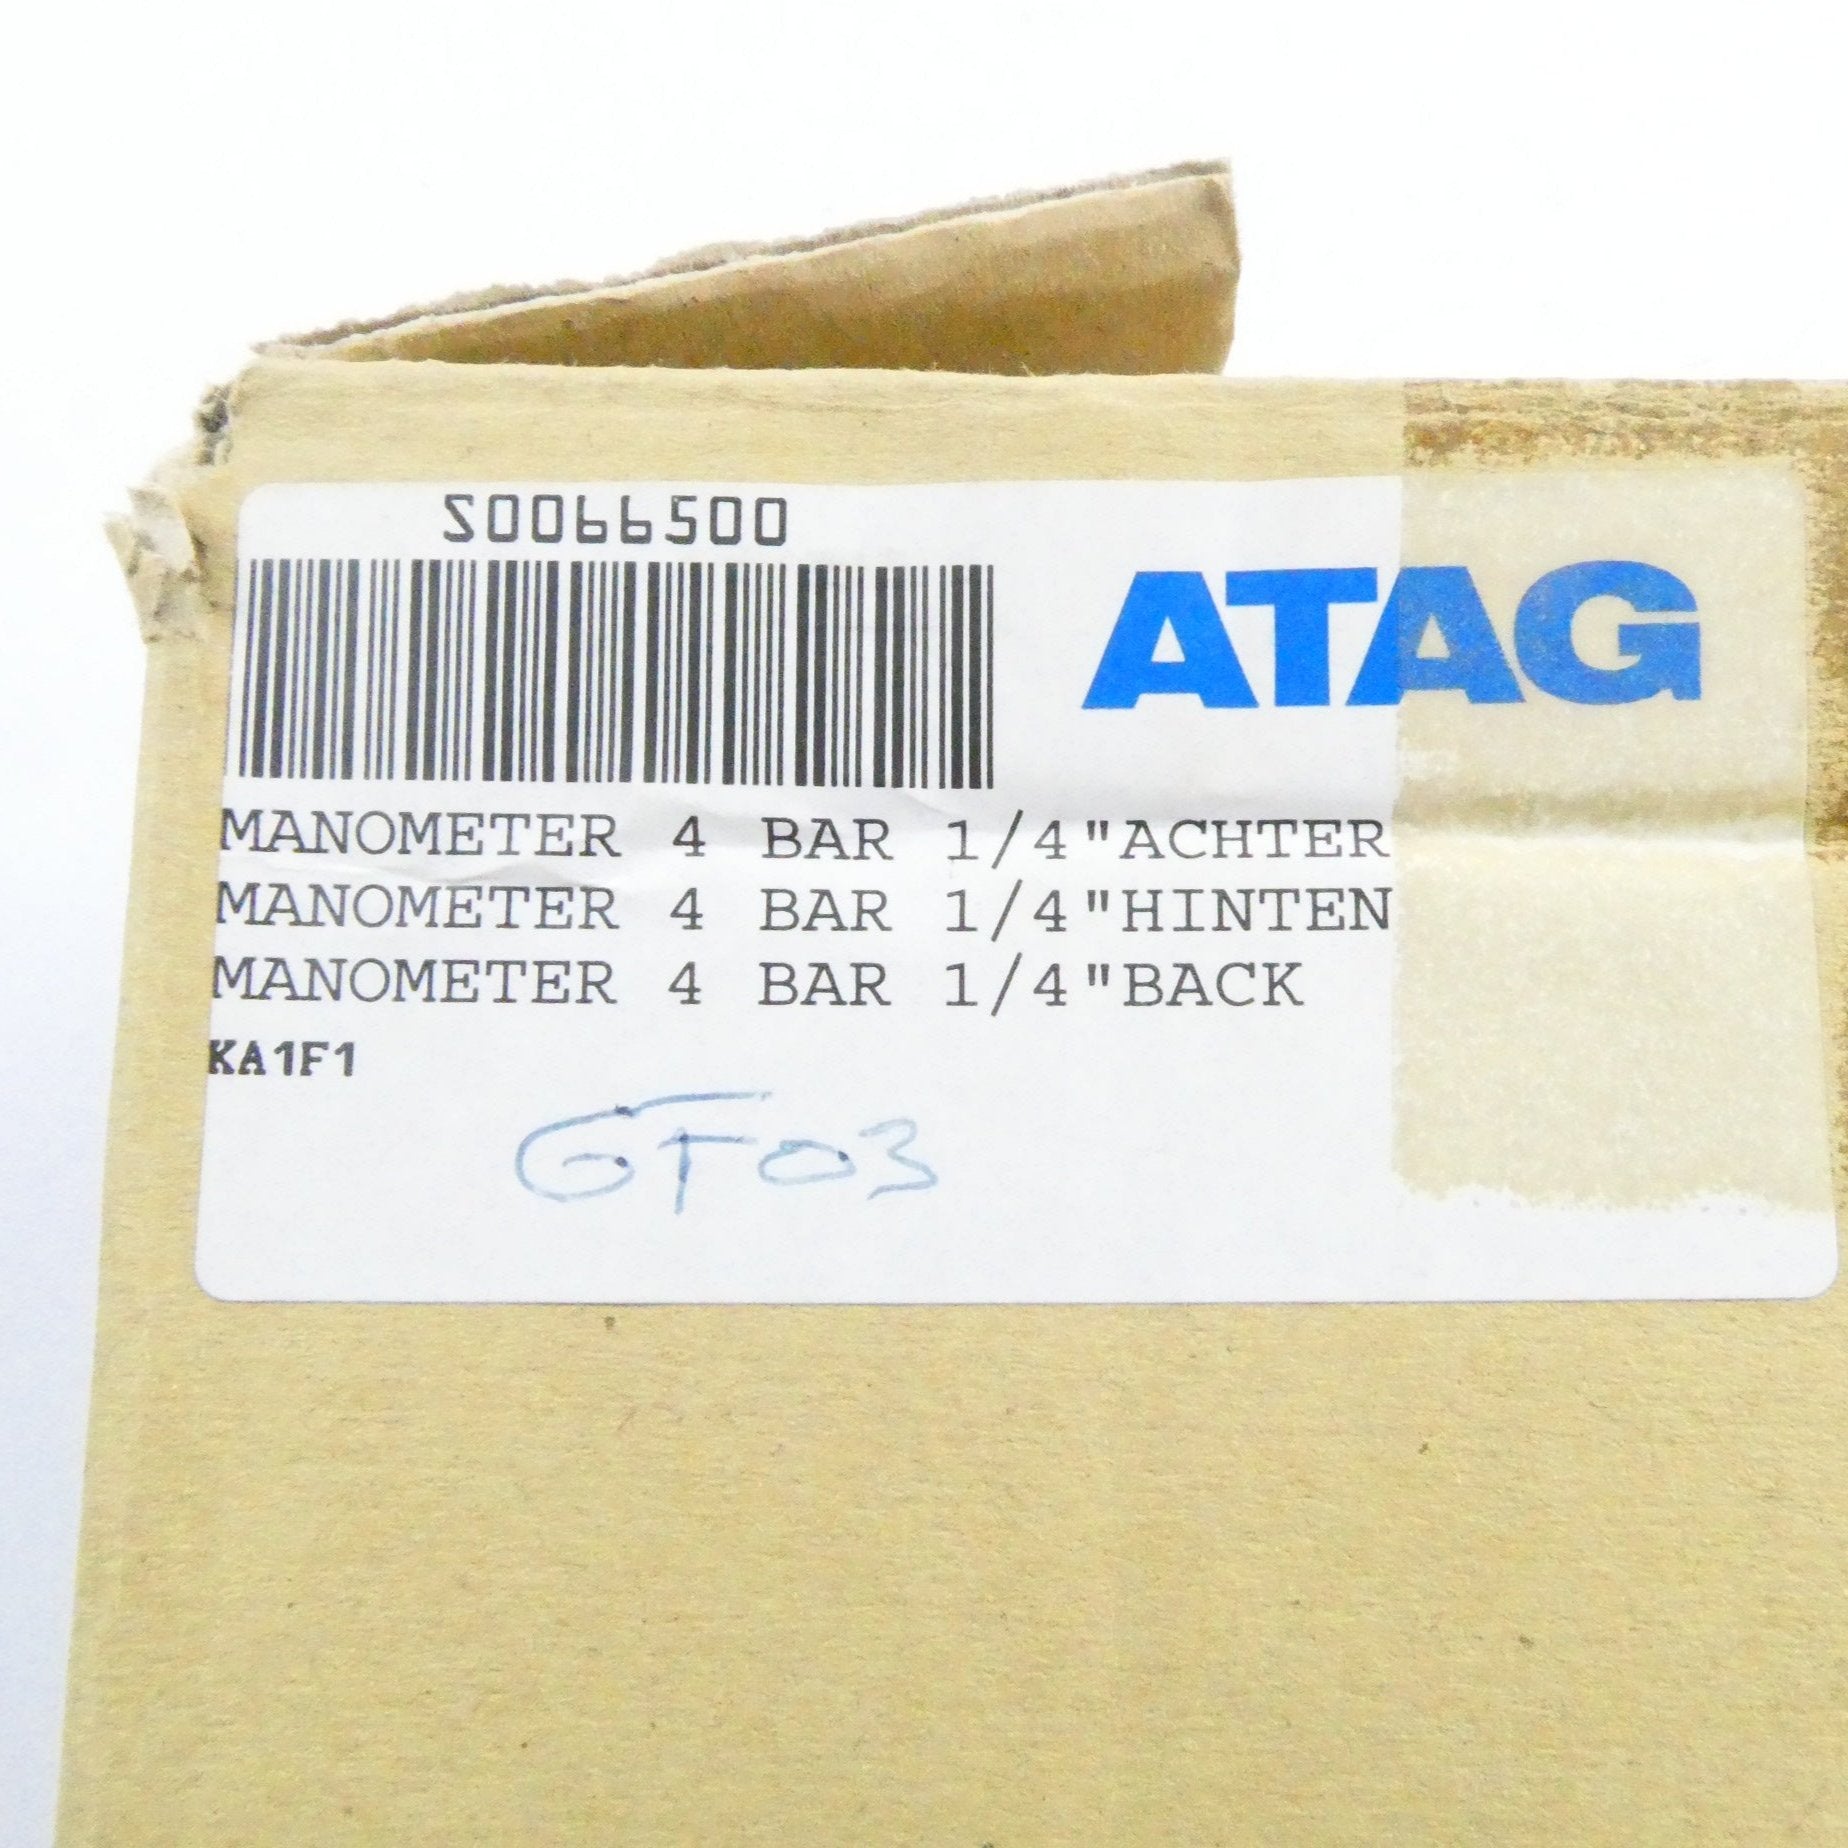 S0066500
ATAG
MANOMETER 4 BAR 1/4"ACHTER
MANOMETER 4 BAR 1/4"HINTEN
MANOMETER 4 BAR 1/4"BACK
KA1F1
GF03